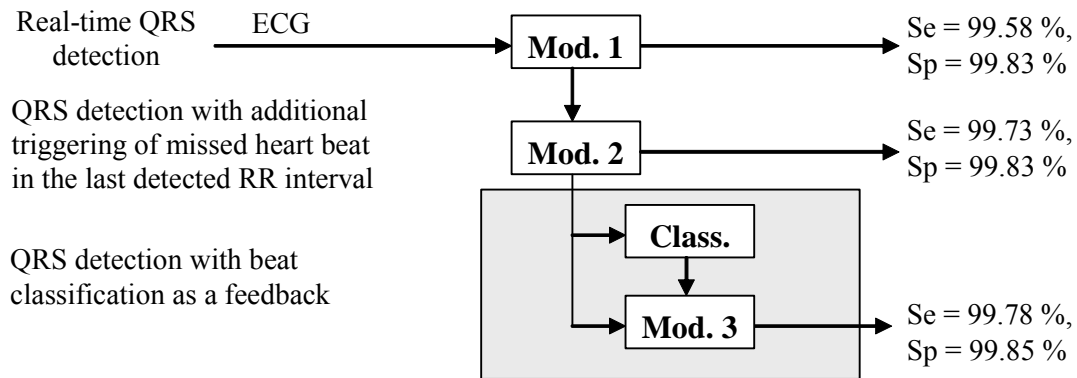 Real-time QRS
detection
ECG
Mod. 1
Se = 99.58 %,
Sp = 99.83 %
QRS detection with additional
triggering of missed heart beat
in the last detected RR interval
Mod. 2
Se = 99.73 %,
Sp = 99.83 %
QRS detection with beat
classification as a feedback
Class.
Mod. 3
Se = 99.78 %,
Sp = 99.85 %